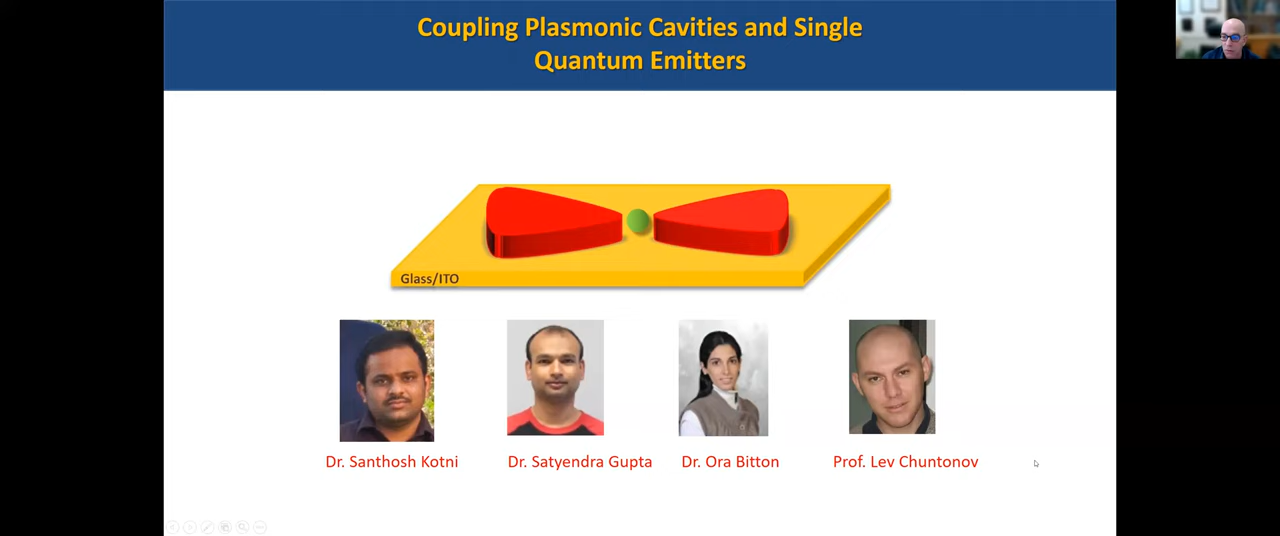 Coupling Plasmonic Cavities and Single
Quantum Emitters
Glass/ITO
Dr. Santhosh Kotni
Dr. Satyendra Gupta
Dr. Ora Bitton
Prof. Lev Chuntonov